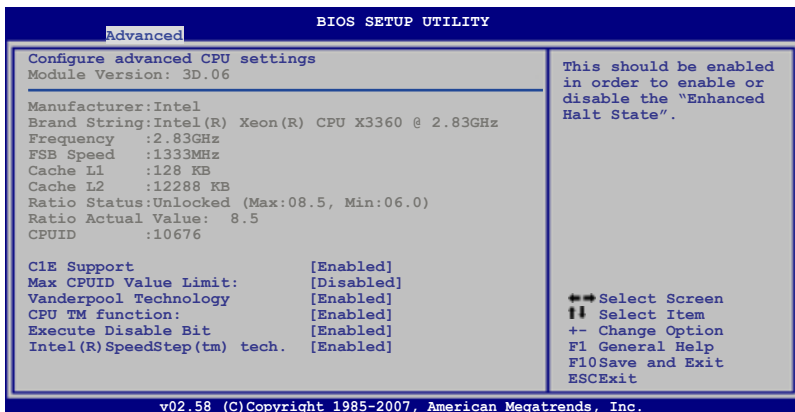 BIOS SETUP UTILITY
Advanced
Configure advanced CPU settings
Module Version: 3D.06
Manufacturer:Intel
Brand String:Intel(R) Xeon(R) CPU X3360 @ 2.83GHz
Frequency :2.83GHz
FSB Speed :1333MHz
Cache L1 :128 KB
Cache L2 :12288 KB
Ratio Status:Unlocked (Max:08.5, Min:06.0)
Ratio Actual Value: 8.5
CPUID :10676
C1E Support [Enabled]
Max CPUID Value Limit: [Disabled]
Vanderpool Technology [Enabled]
CPU TM function: [Enabled]
Execute Disable Bit [Enabled]
Intel(R)SpeedStep(tm) tech. [Enabled]
This should be enabled
in order to enable or
disable the “Enhanced
Halt State”.
Select Screen
Select Item
+- Change Option
F1 General Help
F10Save and Exit
ESCExit
v02.58 (C)Copyright 1985-2007, American Megatrends, Inc.